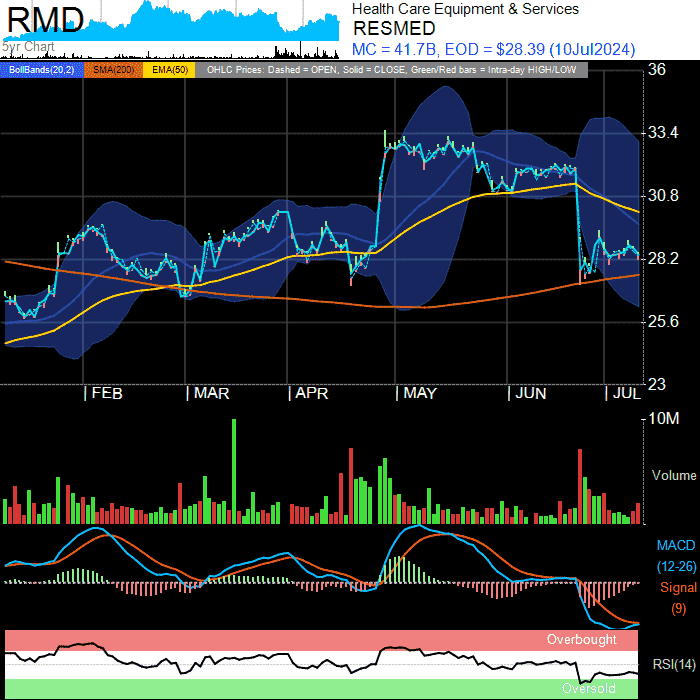 RMD
5yr Chart
Health Care Equipment & Services
RESMED
MC = 41.7B, EOD = $28.39 (10Jul2024)
BollBands(20,2) SMA(200) EMA(50) OHLC Prices: Dashed = OPEN, Solid = CLOSE, Green/Red bars = Intra-day HIGH/LOW
36
33.4
30.8
28.2
25.6
23
| FEB | MAR | APR | MAY | JUN | JUL
10M
Volume
MACD
(12-26)
Signal
(9)
Overbought
RSI(14)
Oversold